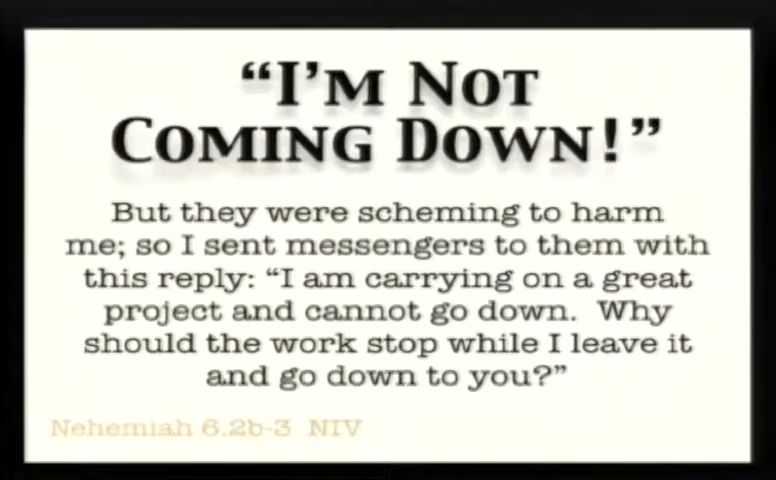 “I’m Not
Coming Down!”
But they were scheming to harm
me; so I sent messengers to them with
this reply: “I am carrying on a great
project and cannot go down.  Why
should the work stop while I leave it
and go down to you?”
Nehemiah 6.2b-3  NIV